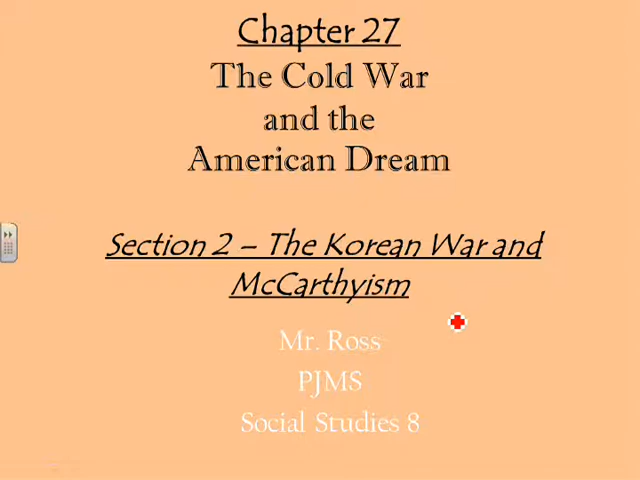 Chapter 27
The Cold War
and the
American Dream
Section 2 – The Korean War and
McCarthyism
Mr. Ross
PJMS
Social Studies 8